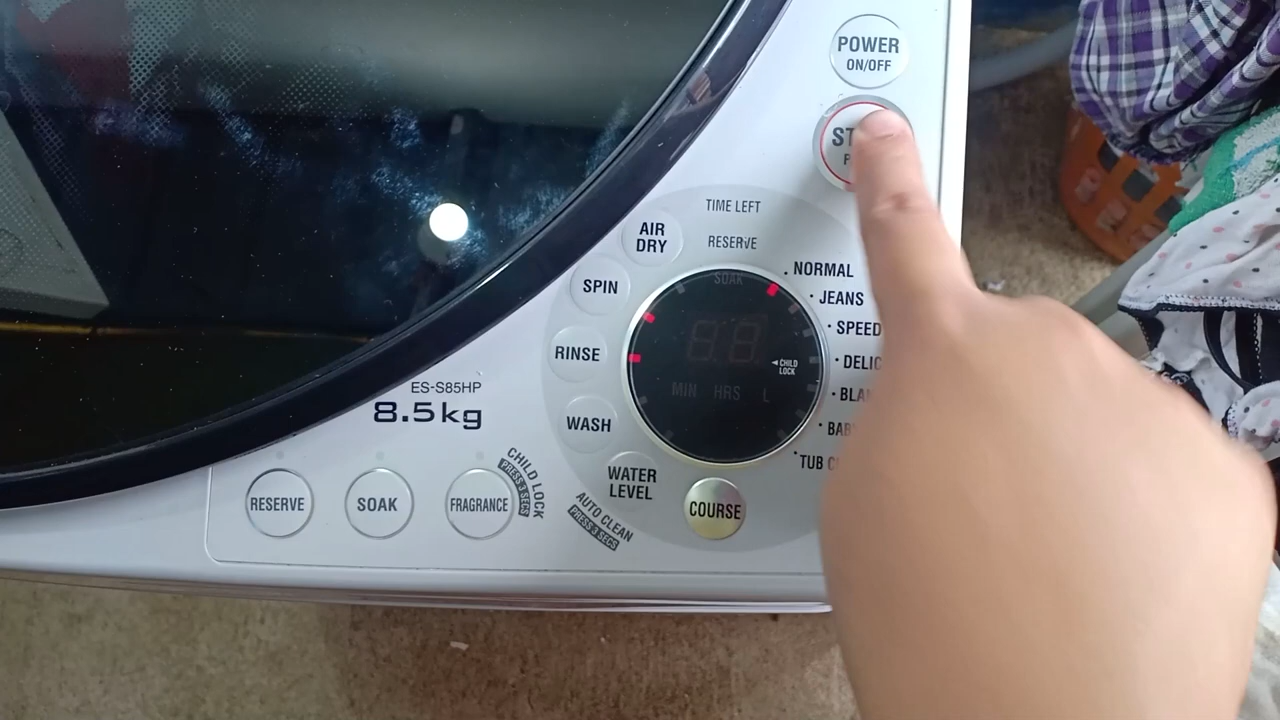 POWER
ON/OFF
TIME LEFT
RESERVE
AIR
DRY
SPIN
RINSE
WASH
WATER
LEVEL
SOAK
88
CHILD
LOCK
MIN HRS L
NORMAL
JEANS
SPEED
COURSE
ES-S85HP
8.5kg
RESERVE
SOAK
FRAGRANCE
CHILD LOCK
PRESS 3 SECS
AUTO CLEAN
PRESS 3 SECS